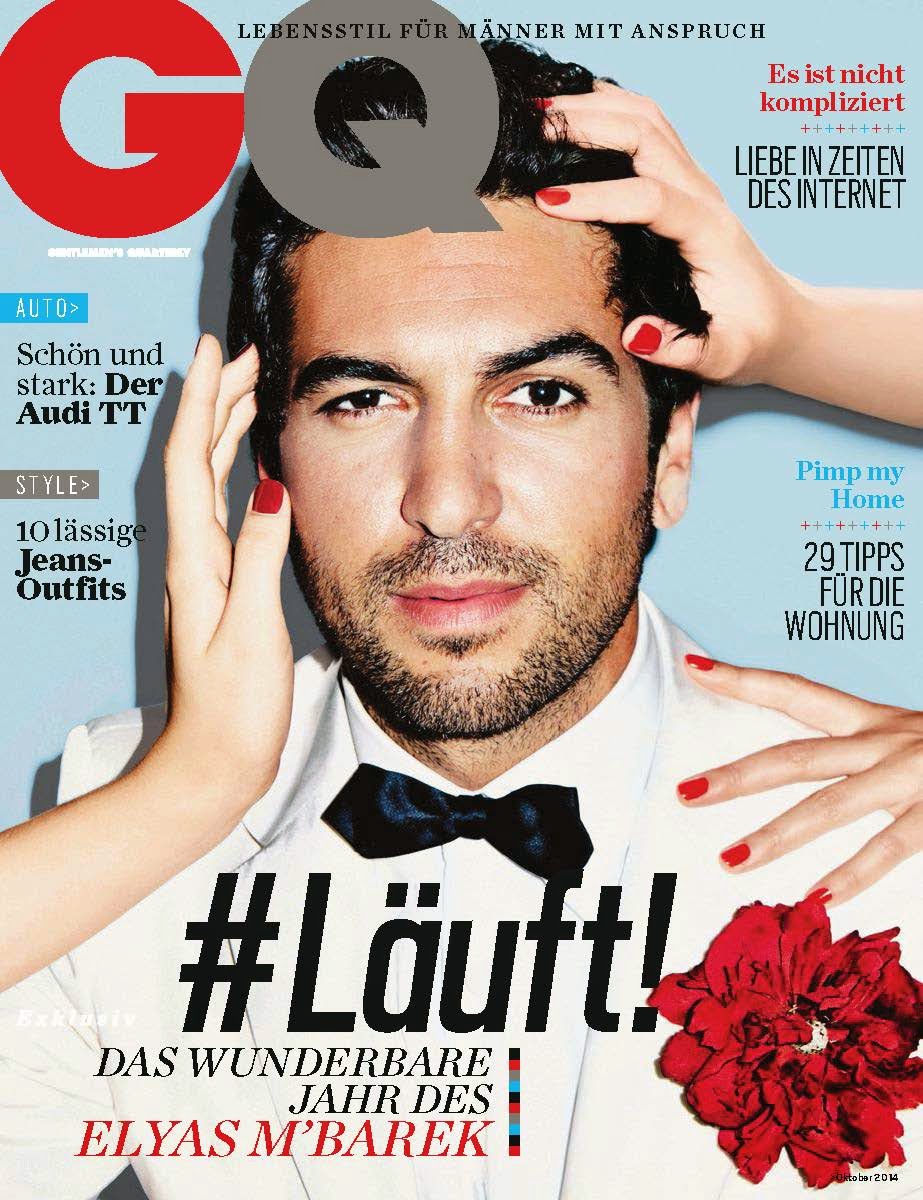 LEBENSSTIL FÜR MÄNNER MIT ANSPRUCH
GQ
GENTLEMEN'S QUARTERLY
Es ist nicht
kompliziert
+++++++++
LIEBE IN ZEITEN
DES INTERNET
AUTO>
Schön und
stark: Der
Audi TT
STYLE>
10 lässige
Jeans-
Outfits
Pimp my
Home
+++++++++
29 TIPPS
FÜR DIE
WOHNUNG
#Läuft!
Exklusiv
DAS WUNDERBARE
JAHR DES
ELYAS M'BAREK
Oktober 2014